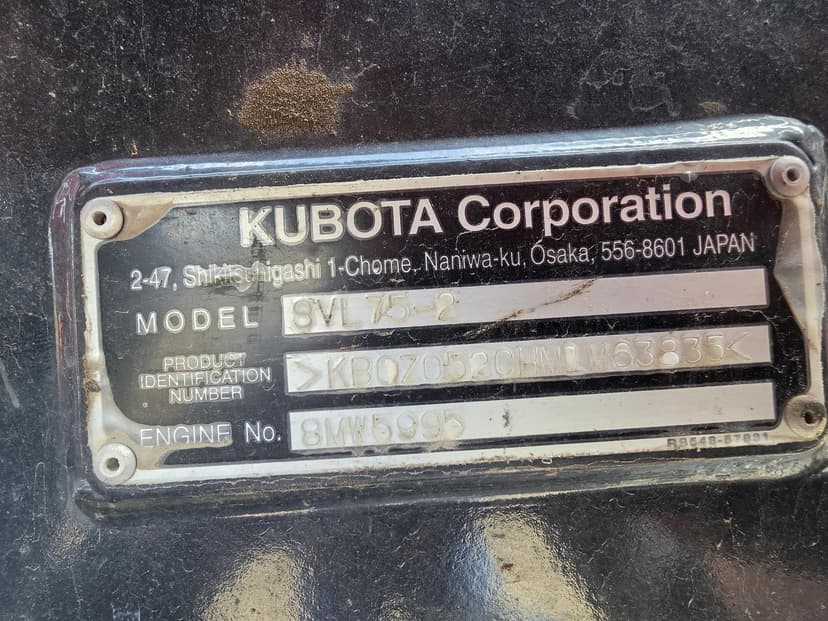 KUBOTA Corporation
2-47, Shikitsuhigashi 1-Chome, Naniwa-ku, Osaka, 556-8601 JAPAN
MODEL SVL75-2
PRODUCT
IDENTIFICATION
NUMBER
>KBCZ052CHM1M63835<
ENGINE No. 8MW5995
RB548-57831